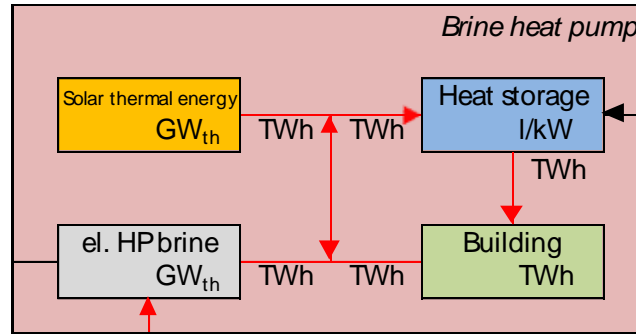 Brine heat pump
Solar thermal energy
GWth
TWh
TWh
Heat storage
l/kW
TWh
el. HP brine
GWth
TWh
TWh
Building
TWh